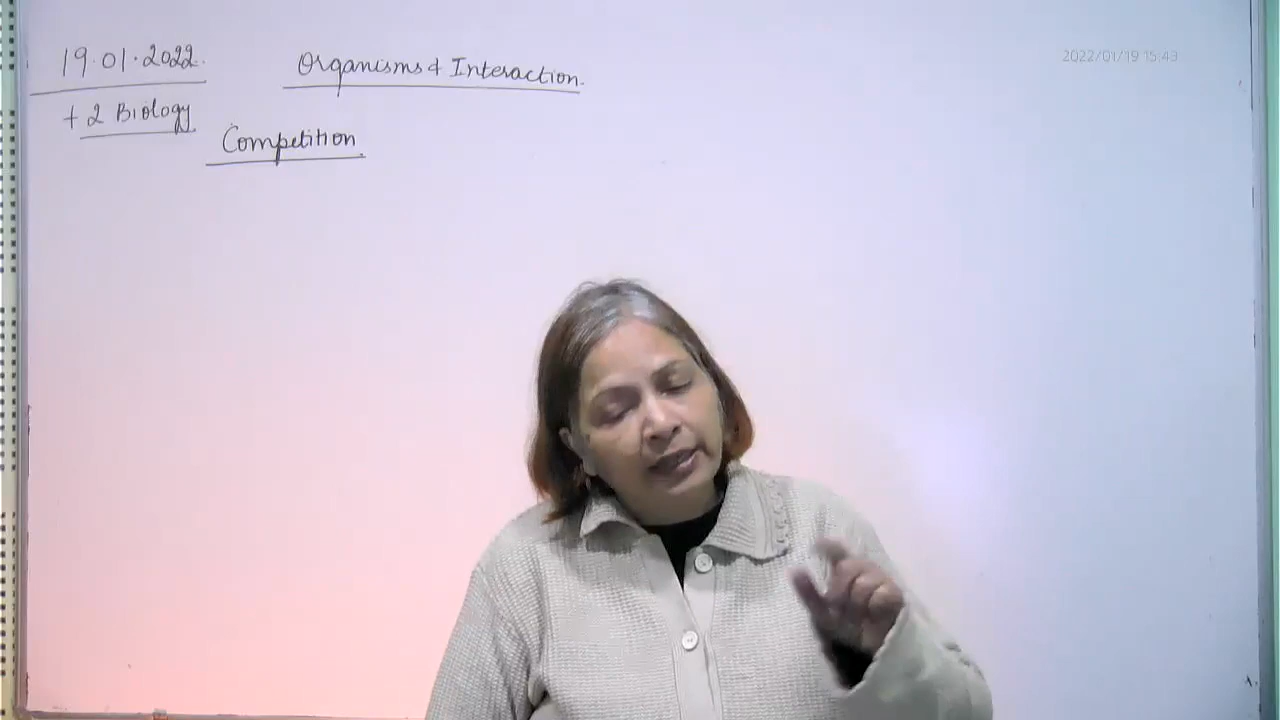 19.01.2022.
Organisms & Interaction.
2022/01/19 15:43
+2 Biology
Competition